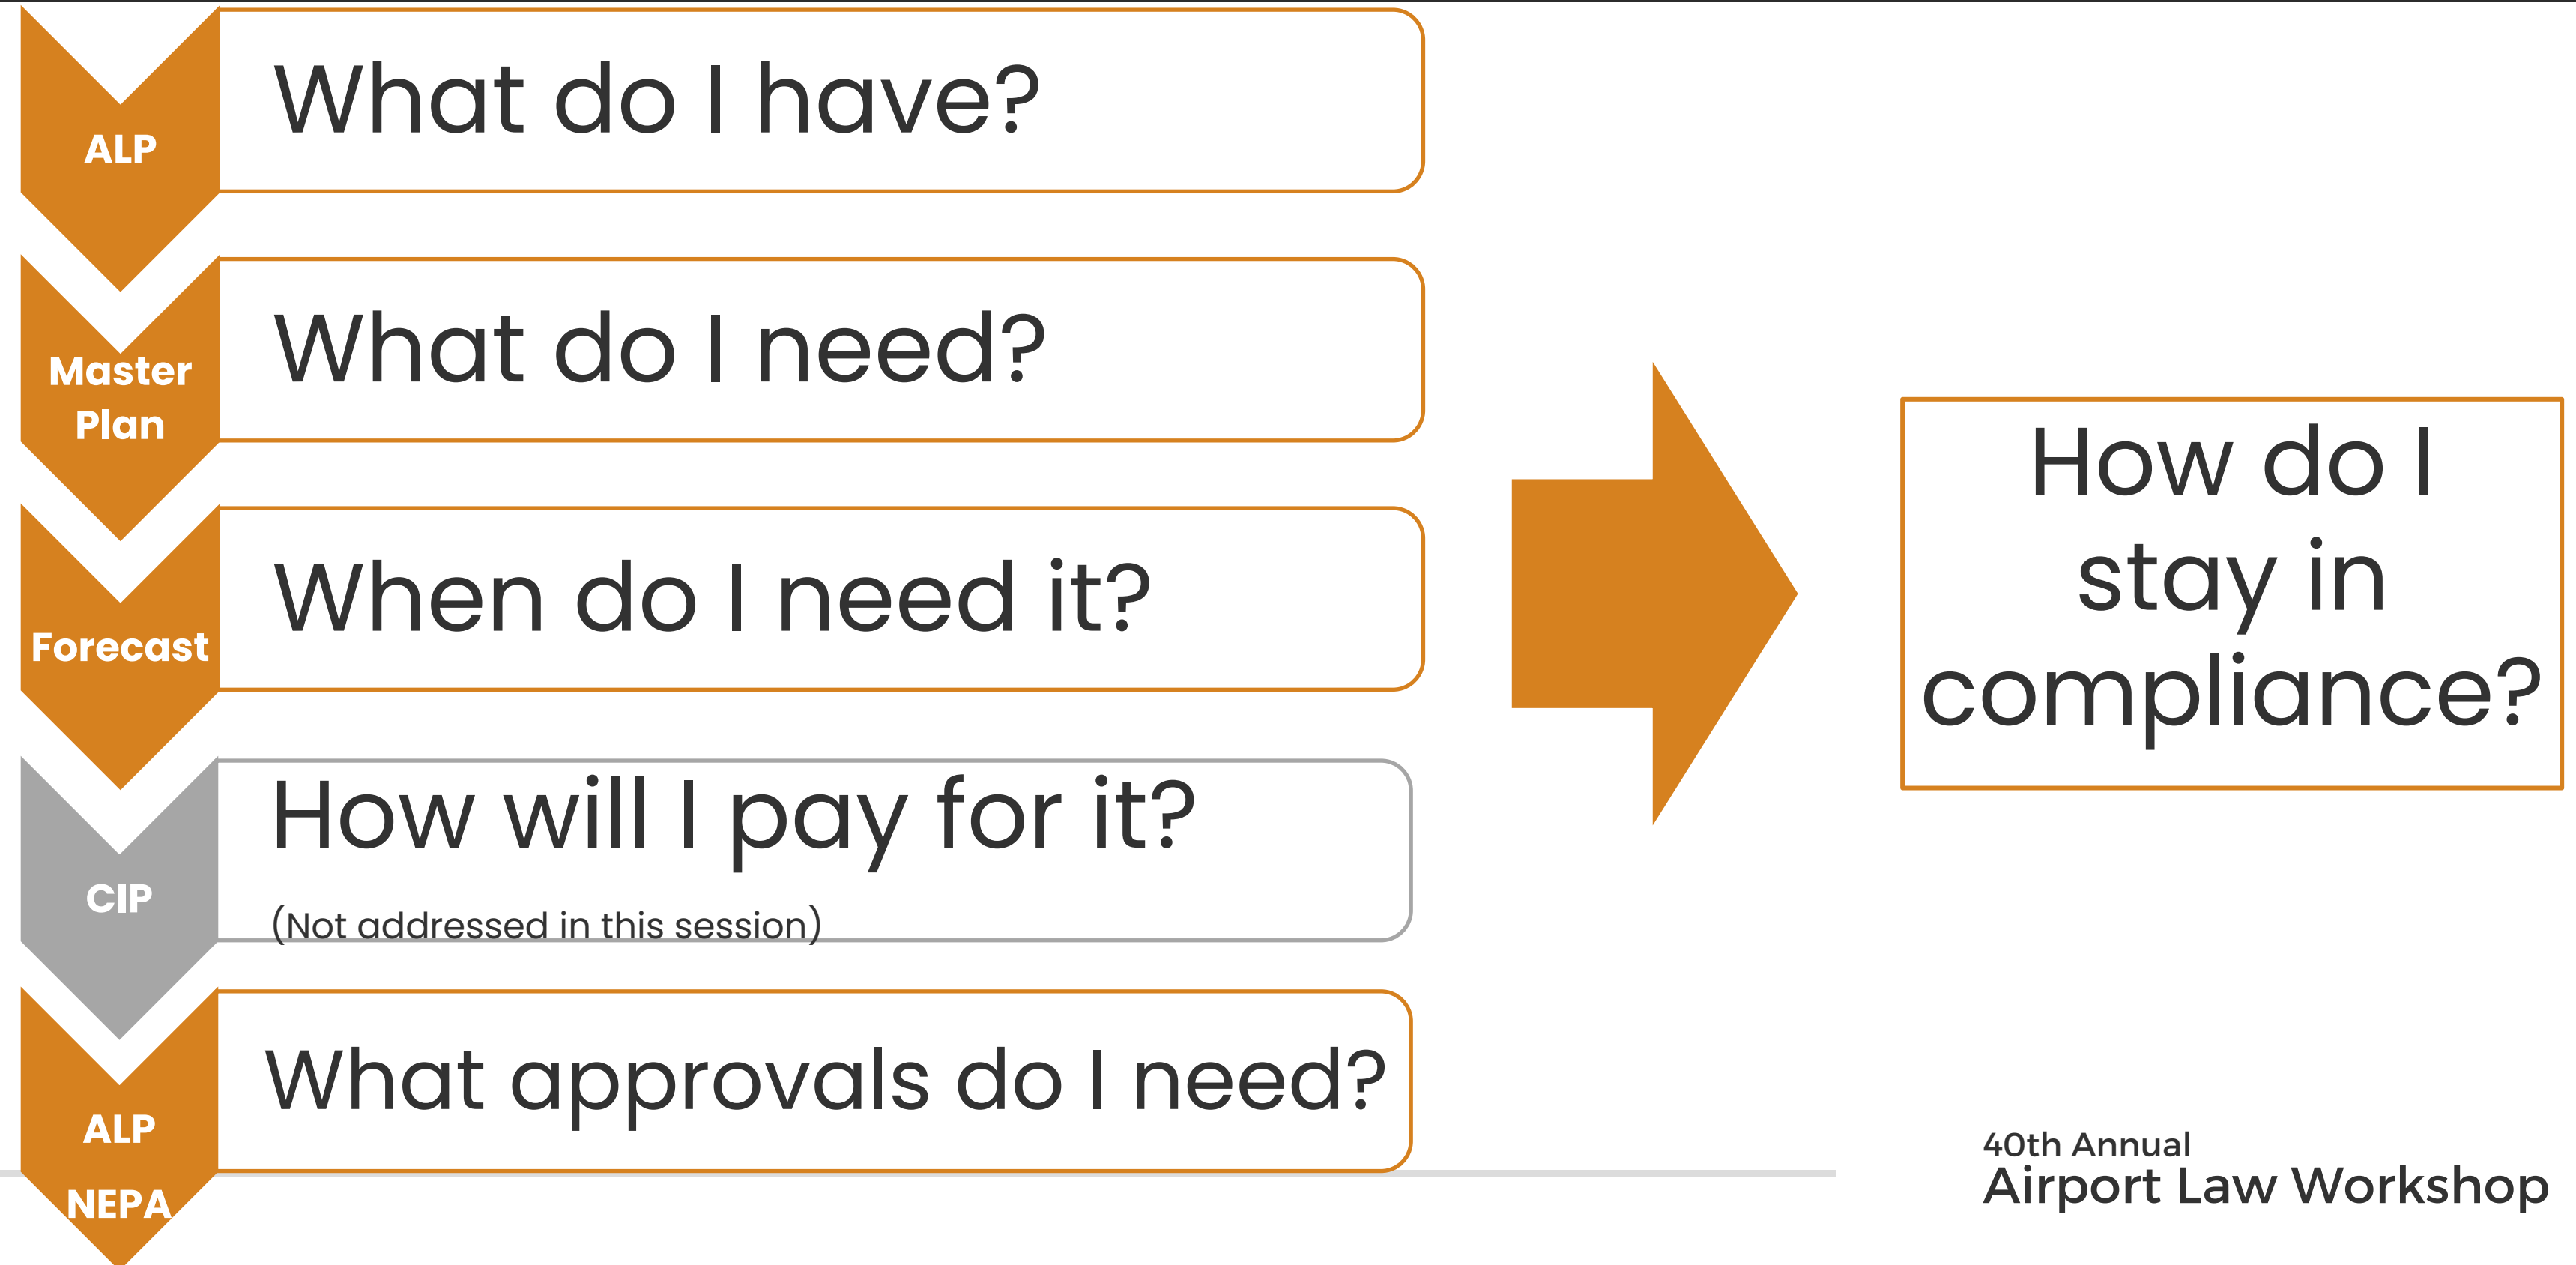 ALP
What do I have?
Master
Plan
What do I need?
Forecast
When do I need it?
CIP
How will I pay for it?
(Not addressed in this session)
ALP
NEPA
What approvals do I need?
How do I
stay in
compliance?
40th Annual
Airport Law Workshop